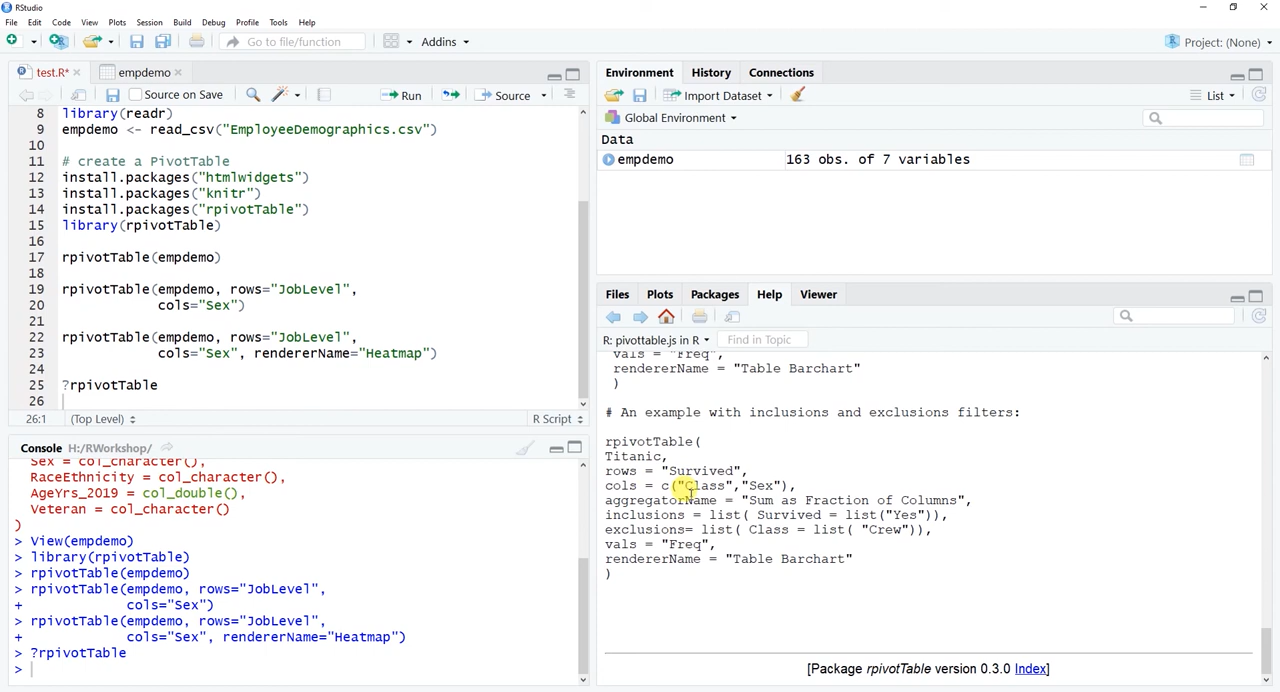 RStudio
File Edit Code View Plots Session Build Debug Profile Tools Help
Go to file/function Addins Project: (None)
test.R* empdemo
Source on Save Run Source
8 library(readr)
9 empdemo <- read_csv("EmployeeDemographics.csv")
10
11 # create a PivotTable
12 install.packages("htmlwidgets")
13 install.packages("knitr")
14 install.packages("rpivotTable")
15 library(rpivotTable)
16
17 rpivotTable(empdemo)
18
19 rpivotTable(empdemo, rows="JobLevel",
20 cols="Sex")
21
22 rpivotTable(empdemo, rows="JobLevel",
23 cols="Sex", rendererName="Heatmap")
24
25 ?rpivotTable
26
26:1 (Top Level) R Script
Console H:/RWorkshop/
Sex = col_character(),
RaceEthnicity = col_character(),
AgeYrs_2019 = col_double(),
Veteran = col_character()
)
> View(empdemo)
> library(rpivotTable)
> rpivotTable(empdemo)
> rpivotTable(empdemo, rows="JobLevel",
+ cols="Sex")
> rpivotTable(empdemo, rows="JobLevel",
+ cols="Sex", rendererName="Heatmap")
> ?rpivotTable
>
Environment History Connections
Import Dataset List
Global Environment
Data
empdemo 163 obs. of 7 variables
Files Plots Packages Help Viewer
R: pivottable.js in R Find in Topic
vals = "Freq",
rendererName = "Table Barchart"
)
# An example with inclusions and exclusions filters:
rpivotTable(
Titanic,
rows = "Survived",
cols = c("Class","Sex"),
aggregatorName = "Sum as Fraction of Columns",
inclusions = list( Survived = list("Yes")),
exclusions= list( Class = list( "Crew")),
vals = "Freq",
rendererName = "Table Barchart"
)
[Package rpivotTable version 0.3.0 Index]